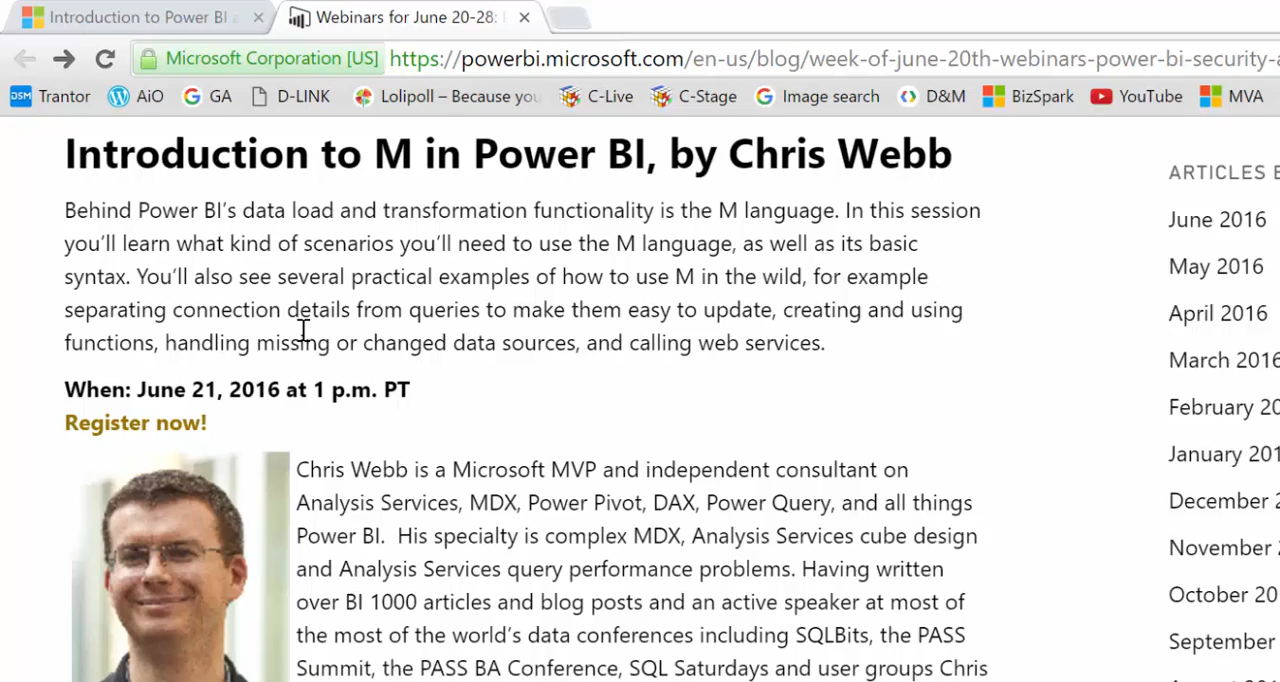 Introduction to Power BI
Webinars for June 20-28:
Microsoft Corporation [US] https://powerbi.microsoft.com/en-us/blog/week-of-june-20th-webinars-power-bi-security-
DSM Trantor AiO GA D-LINK Lolipoll – Because you C-Live C-Stage Image search D&M BizSpark YouTube MVA
Introduction to M in Power BI, by Chris Webb
Behind Power BI's data load and transformation functionality is the M language. In this session
you'll learn what kind of scenarios you'll need to use the M language, as well as its basic
syntax. You'll also see several practical examples of how to use M in the wild, for example
separating connection details from queries to make them easy to update, creating and using
functions, handling missing or changed data sources, and calling web services.
When: June 21, 2016 at 1 p.m. PT
Register now!
Chris Webb is a Microsoft MVP and independent consultant on
Analysis Services, MDX, Power Pivot, DAX, Power Query, and all things
Power BI.  His specialty is complex MDX, Analysis Services cube design
and Analysis Services query performance problems. Having written
over BI 1000 articles and blog posts and an active speaker at most of
the most of the world's data conferences including SQLBits, the PASS
Summit, the PASS BA Conference, SQL Saturdays and user groups Chris
ARTICLES
June 2016
May 2016
April 2016
March 2016
February 20
January 201
December 2
November
October 20
September